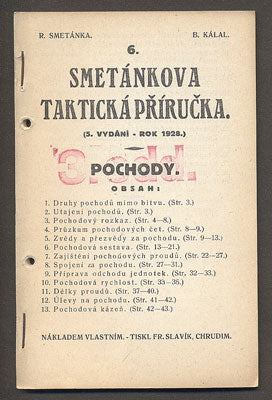 R. SMETÁNKA. B. KÁLAL.
6.
SMETÁNKOVA
TAKTICKÁ PŘÍRUČKA.
(5. VYDÁNÍ - ROK 1928.)
3. odd.
POCHODY.
OBSAH:
1. Druhy pochodů mimo bitvu. (Str. 3.)
2. Utajení pochodů. (Str. 3.)
3. Pochodový rozkaz. (Str. 4—8.)
4. Průzkum pochodových čet. (Str. 8—9.)
5. Zvědy a přezvědy za pochodu. (Str. 9—13.)
6. Pochodová sestava. (Str. 13—21.)
7. Zajištění pochodových proudů. (Str. 22—27.)
8. Spojení za pochodu. (Str. 27—31.)
9. Příprava odchodu jednotek. (Str. 32—33.)
10. Pochodová rychlost. (Str. 33—36.)
11. Délky proudů. (Str. 37—40.)
12. Úlevy na pochodu. (Str. 41—42.)
13. Pochodová kázeň. (Str. 42—43.)
NÁKLADEM VLASTNÍM. - TISKL FR. SLAVÍK, CHRUDIM.